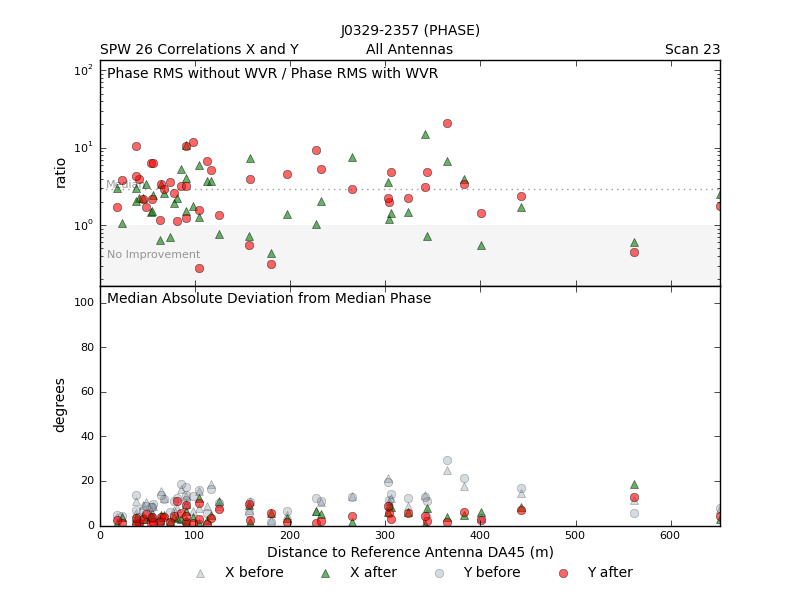 J0329-2357 (PHASE)
SPW 26 Correlations X and Y All Antennas Scan 23
Phase RMS without WVR / Phase RMS with WVR
10²
10¹
10⁰
ratio
Median
No Improvement
Median Absolute Deviation from Median Phase
100
80
60
40
20
0
degrees
0 100 200 300 400 500 600
Distance to Reference Antenna DA45 (m)
X before X after Y before Y after